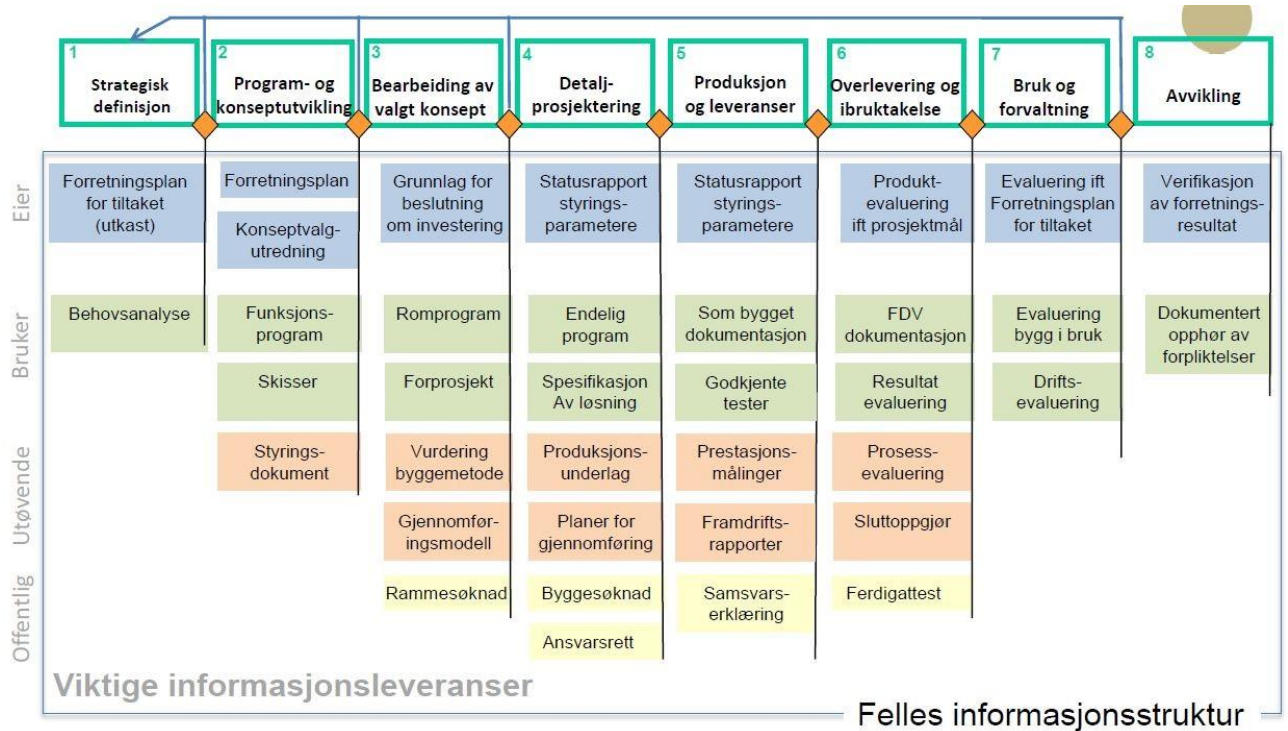 1
Strategisk
definisjon
2
Program- og
konseptutvikling
3
Bearbeiding av
valgt konsept
4
Detalj-
prosjektering
5
Produksjon
og leveranser
6
Overlevering og
ibruktakelse
7
Bruk og
forvaltning
8
Avvikling
Eier
Forretningsplan
for tiltaket
(utkast)
Forretningsplan
Konseptvalg-
utredning
Grunnlag for
beslutning
om investering
Statusrapport
styrings-
parametere
Statusrapport
styrings-
parametere
Produkt-
evaluering
ift prosjektmål
Evaluering ift
Forretningsplan
for tiltaket
Verifikasjon
av forretnings-
resultat
Bruker
Behovsanalyse
Funksjons-
program
Romprogram
Endelig
program
Som bygget
dokumentasjon
FDV
dokumentasjon
Evaluering
bygg i bruk
Dokumentert
opphør av
forpliktelser
Skisser
Forprosjekt
Spesifikasjon
Av løsning
Godkjente
tester
Resultat
evaluering
Drifts-
evaluering
Utøvende
Styrings-
dokument
Vurdering
byggemetode
Produksjons-
underlag
Prestasjons-
målinger
Prosess-
evaluering
Gjennomfør-
ingsmodell
Planer for
gjennomføring
Framdrifts-
rapporter
Sluttoppgjør
Offentlig
Rammesøknad
Byggesøknad
Samsvars-
erklæring
Ferdigattest
Ansvarsrett
Viktige informasjonsleveranser
Felles informasjonsstruktur